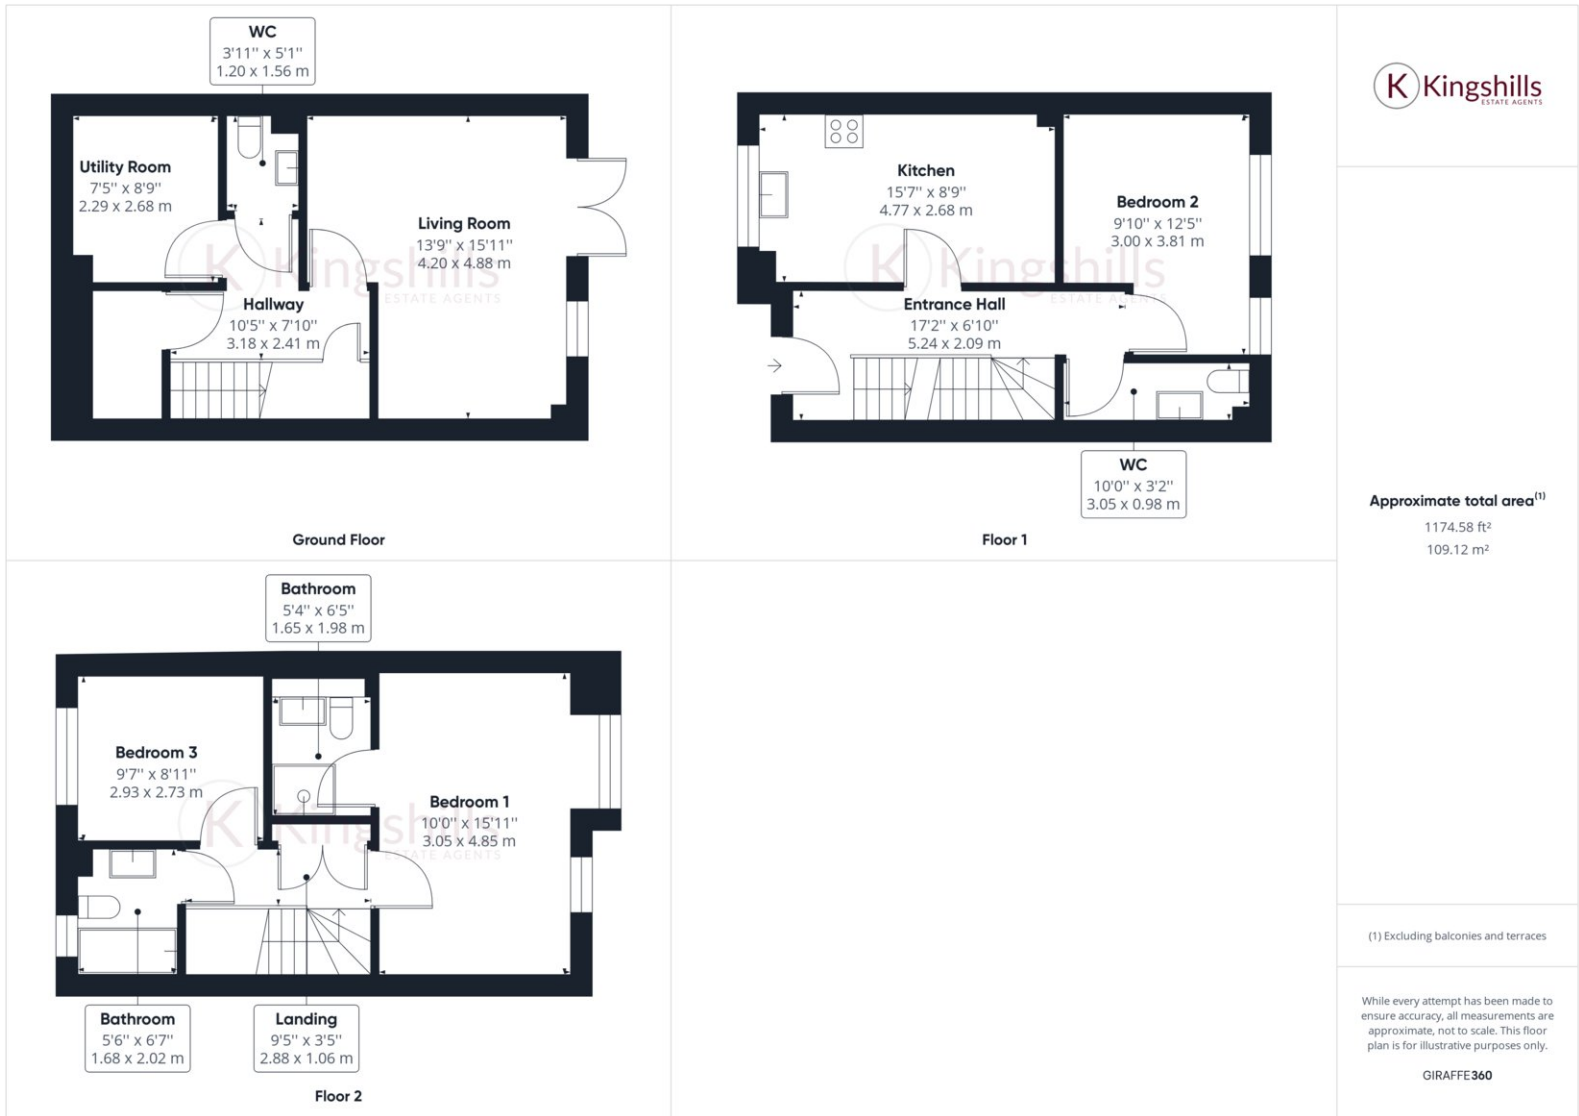 WC
3'11'' x 5'1''
1.20 x 1.56 m
Utility Room
7'5'' x 8'9''
2.29 x 2.68 m
Living Room
13'9'' x 15'11''
4.20 x 4.88 m
Hallway
10'5'' x 7'10''
3.18 x 2.41 m
K Kingshills
ESTATE AGENTS
Ground Floor
Kitchen
15'7'' x 8'9''
4.77 x 2.68 m
Bedroom 2
9'10'' x 12'5''
3.00 x 3.81 m
Entrance Hall
17'2'' x 6'10''
5.24 x 2.09 m
K Kingshills
ESTATE AGENTS
WC
10'0'' x 3'2''
3.05 x 0.98 m
Floor 1
Bathroom
5'4'' x 6'5''
1.65 x 1.98 m
Bedroom 3
9'7'' x 8'11''
2.93 x 2.73 m
Bedroom 1
10'0'' x 15'11''
3.05 x 4.85 m
K Kingshills
ESTATE AGENTS
Bathroom
5'6'' x 6'7''
1.68 x 2.02 m
Landing
9'5'' x 3'5''
2.88 x 1.06 m
Floor 2
K Kingshills
ESTATE AGENTS
Approximate total area(1)
1174.58 ft²
109.12 m²
(1) Excluding balconies and terraces
While every attempt has been made to
ensure accuracy, all measurements are
approximate, not to scale. This floor
plan is for illustrative purposes only.
GIRAFFE360